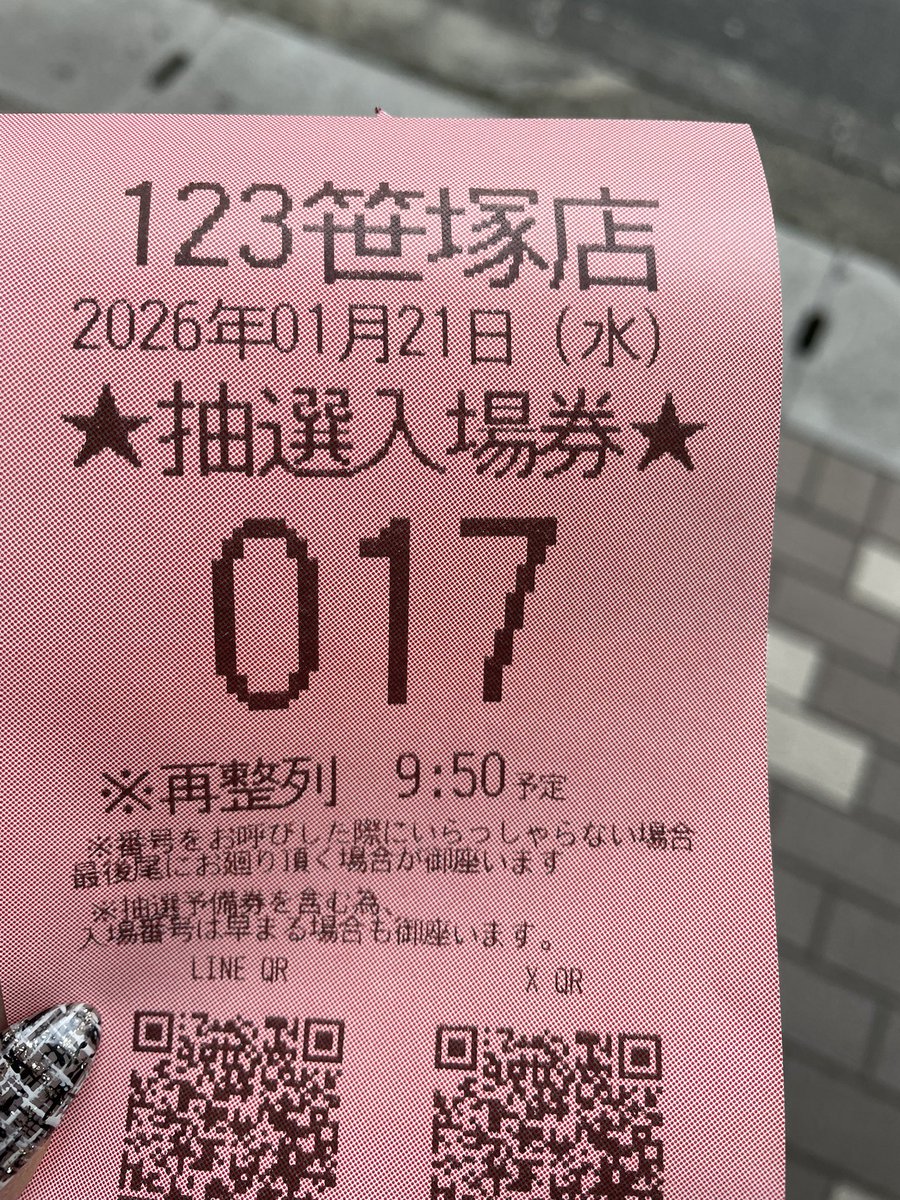 123笹塚店
2026年01月21日（水）
★抽選入場券★
017
※再整列 9:50予定
※番号をお呼びした際にいらっしゃらない場合
最後尾にお廻り頂く場合が御座います
※抽選予備券を含む為、
入場番号は早まる場合も御座います。
LINE QR
X QR